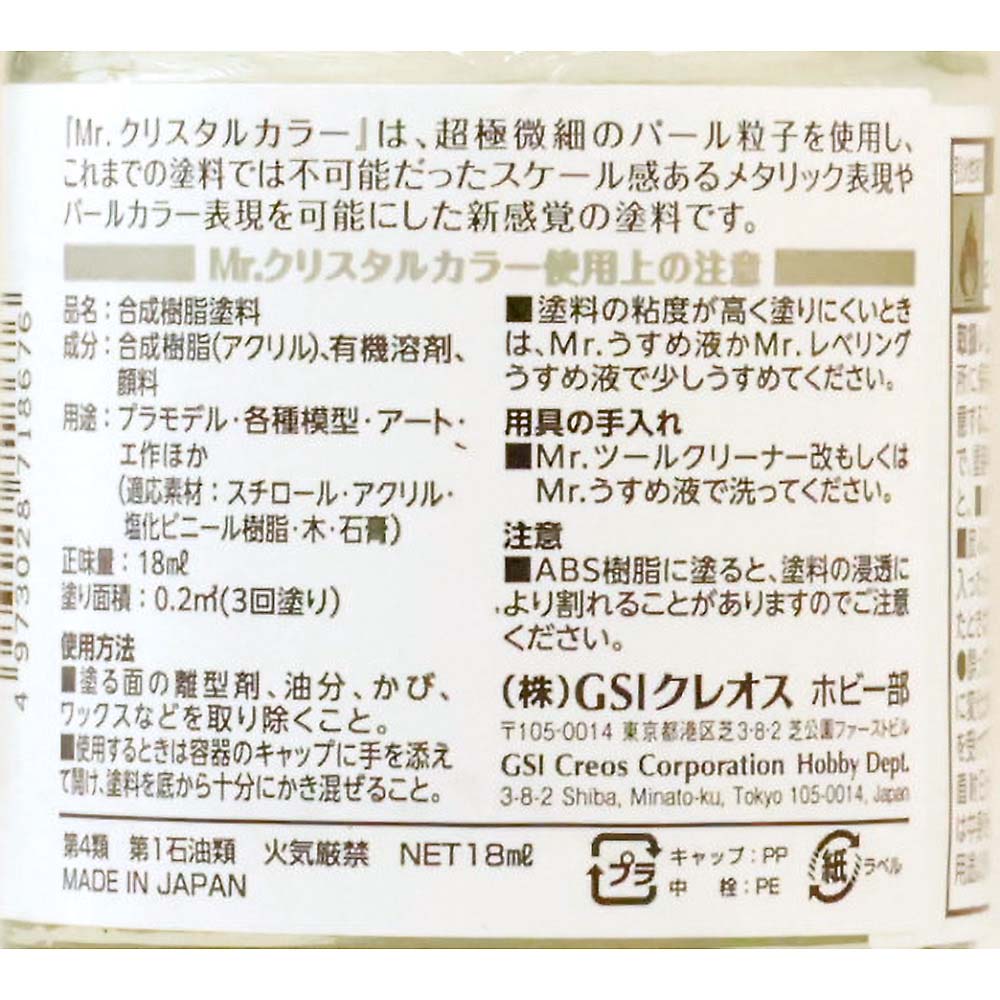 『Mr.クリスタルカラー』は、超極微細のパール粒子を使用し、
これまでの塗料では不可能だったスケール感あるメタリック表現や
パールカラー表現を可能にした新感覚の塗料です。
Mr.クリスタルカラー使用上の注意
品名：合成樹脂塗料
成分：合成樹脂(アクリル)、有機溶剤、
顔料
用途：プラモデル・各種模型・アート・
工作ほか
(適応素材：スチロール・アクリル・
塩化ビニール樹脂・木・石膏)
正味量：18㎖
塗り面積：0.2㎡(3回塗り)
使用方法
■塗る面の離型剤、油分、かび、
ワックスなどを取り除くこと。
■使用するときは容器のキャップに手を添え
て開け、塗料を底から十分にかき混ぜること。
■塗料の粘度が高く塗りにくいとき
は、Mr.うすめ液かMr.レベリング
うすめ液で少しうすめてください。
用具の手入れ
■Mr.ツールクリーナー改もしくは
Mr.うすめ液で洗ってください。
注意
■ABS樹脂に塗ると、塗料の浸透に
より割れることがありますのでご注意
ください。
(株)GSIクレオス ホビー部
〒105-0014 東京都港区芝3-8-2 芝公園ファーストビル
GSI Creos Corporation Hobby Dept.
3-8-2 Shiba, Minato-ku, Tokyo 105-0014, Japan
第4類 第1石油類 火気厳禁 NET18㎖
MADE IN JAPAN
プラ
キャップ：PP
中 栓：PE
紙
ラベル
4973028718676